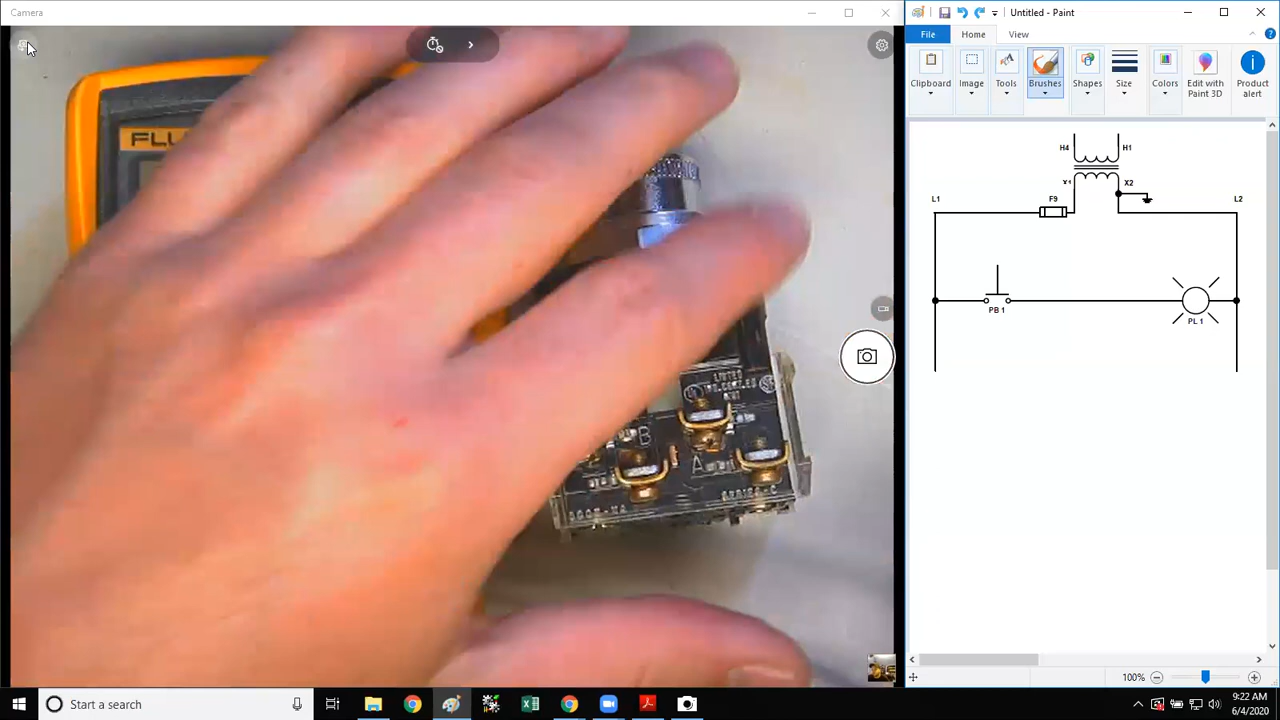 Camera
Untitled - Paint
File
Home
View
Clipboard
Image
Tools
Brushes
Shapes
Size
Colors
Edit with
Paint 3D
Product
alert
H4
H1
X1
X2
L1
F9
L2
PB 1
PL 1
FLU
LISTED
B
A
100%
Start a search
9:22 AM
6/4/2020